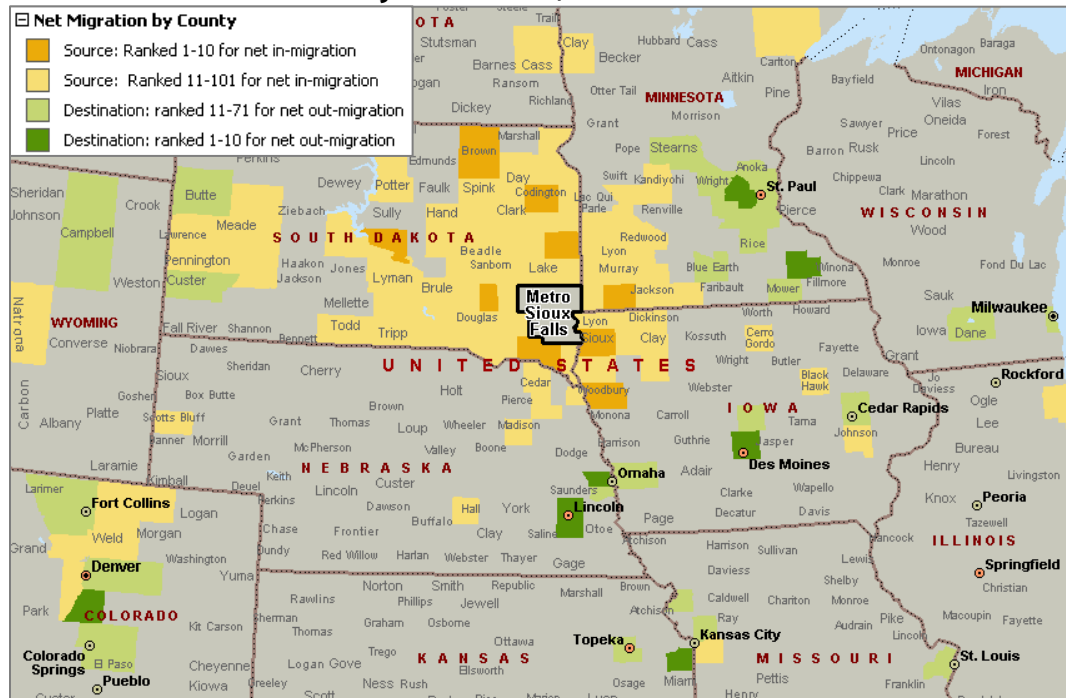 Net Migration by County
Source: Ranked 1-10 for net in-migration
Source: Ranked 11-101 for net in-migration
Destination: ranked 11-71 for net out-migration
Destination: ranked 1-10 for net out-migration
OTA
Steele
Trail
Stutsman
Barnes
Cass
Clay
Becker
Hubbard
Cass
Carlton
Ransom
Richland
Dickey
Otter Tail
Aitkin
Pine
MINNESOTA
Morrison
Grant
Bayfield
Ontonagon
Baraga
MICHIGAN
Iron
Vilas
Oneida
Sawyer
Price
Forest
Barron
Rusk
Lincoln
Chippewa
Clark
Marathon
WISCONSIN
Wood
Pierce
Monroe
Fond Du Lac
Sauk
Milwaukee
Iowa
Dane
Grant
Sheridan
Johnson
Crook
Campbell
Weston
Natrona
WYOMING
Converse
Niobrara
Carbon
Albany
Platte
Gosher
Laramie
Perkins
Butte
Meade
Lawrence
Pennington
Custer
Fall River
Shannon
Bennett
Ziebach
Haakon
Jackson
Jones
Mellette
Todd
Tripp
Dewey
Potter
Sully
Lyman
Edmunds
Faulk
Hand
Brule
SOUTH DAKOTA
Brown
Marshall
Day
Spink
Codington
Clark
Beadle
Sanborn
Lake
Douglas
Metro
Sioux
Falls
Pope
Stearns
Swift
Kandiyohi
Wright
Anoka
St. Paul
Lac Qui
Parle
Renville
Redwood
Lyon
Murray
Rice
Blue Earth
Jackson
Faribault
Mower
Fillmore
Winona
UNITED STATES
Lyon
Dickinson
Sioux
Clay
Kossuth
Worth
Howard
Cerro
Gordo
Wright
Butler
Fayette
Black
Hawk
Delaware
Webster
Woodbury
Monona
Carroll
IOWA
Tama
Cedar Rapids
Johnson
Harrison
Guthrie
Jasper
Des Moines
Adair
Clarke
Wapello
Decatur
Davis
Page
Dawes
Sioux
Sheridan
Cherry
Box Butte
Scotts Bluff
Banner
Morrill
Garden
Kimball
Deuel
Keith
Perkins
Grant
Thomas
McPherson
Brown
Loup
Holt
Wheeler
Valley
Boone
Cedar
Pierce
Madison
Dodge
NEBRASKA
Lincoln
Custer
Dawson
Buffalo
Hall
York
Clay
Saunders
Omaha
Lincoln
Saline
Otoe
Chase
Frontier
Dundy
Red Willow
Harlan
Webster
Thayer
Gage
Jo
Daviess
Rockford
Ogle
Lee
Bureau
Henry
Livingston
Knox
Peoria
Tazewell
Hancock
ILLINOIS
Springfield
Christian
Macoupin
Fayette
Larimer
Fort Collins
Weld
Logan
Morgan
Grand
Washington
Yuma
Denver
Park
COLORADO
Kit Carson
Colorado
Springs
El Paso
Pueblo
Cheyenne
Kiowa
Custer
Rawlins
Norton
Smith
Republic
Marshall
Brown
Phillips
Jewell
Sherman
Thomas
Graham
Osborne
Atchison
Logan
Gove
Trego
Ottawa
Topeka
KANSAS
Ellsworth
Greeley
Ness
Rush
Osage
Miami
Scott
Lyon
Atchison
Harrison
Sullivan
Daviess
Lewis
Shelby
Caldwell
Chariton
Monroe
Ray
Audrain
Pike
Lincoln
Kansas City
MISSOURI
Pettis
Henry
St. Louis
Franklin